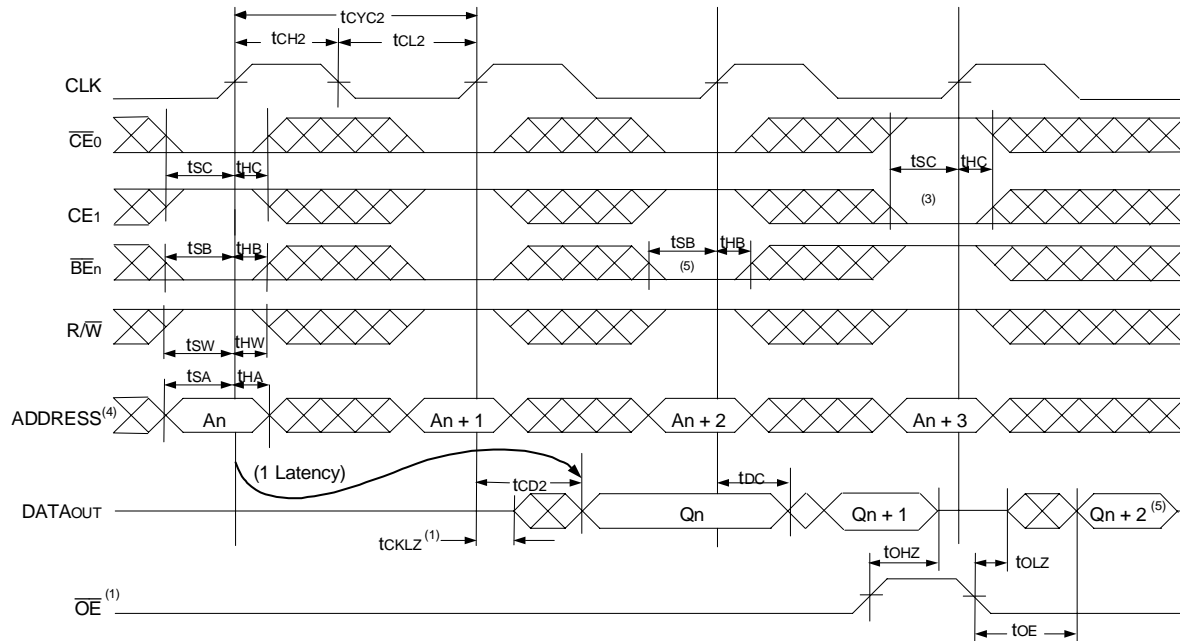 tCYC2
tCH2 tCL2
CLK
CE0
tSC tHC tSC tHC
CE1 (3)
tSB tHB tSB tHB
BEn (5)
R/W
tSW tHW
tSA tHA
ADDRESS(4) An An + 1 An + 2 An + 3
(1 Latency) tCD2 tDC
DATAOUT Qn Qn + 1 Qn + 2 (5)
tCKLZ(1)
tOHZ tOLZ
OE (1)
tOE